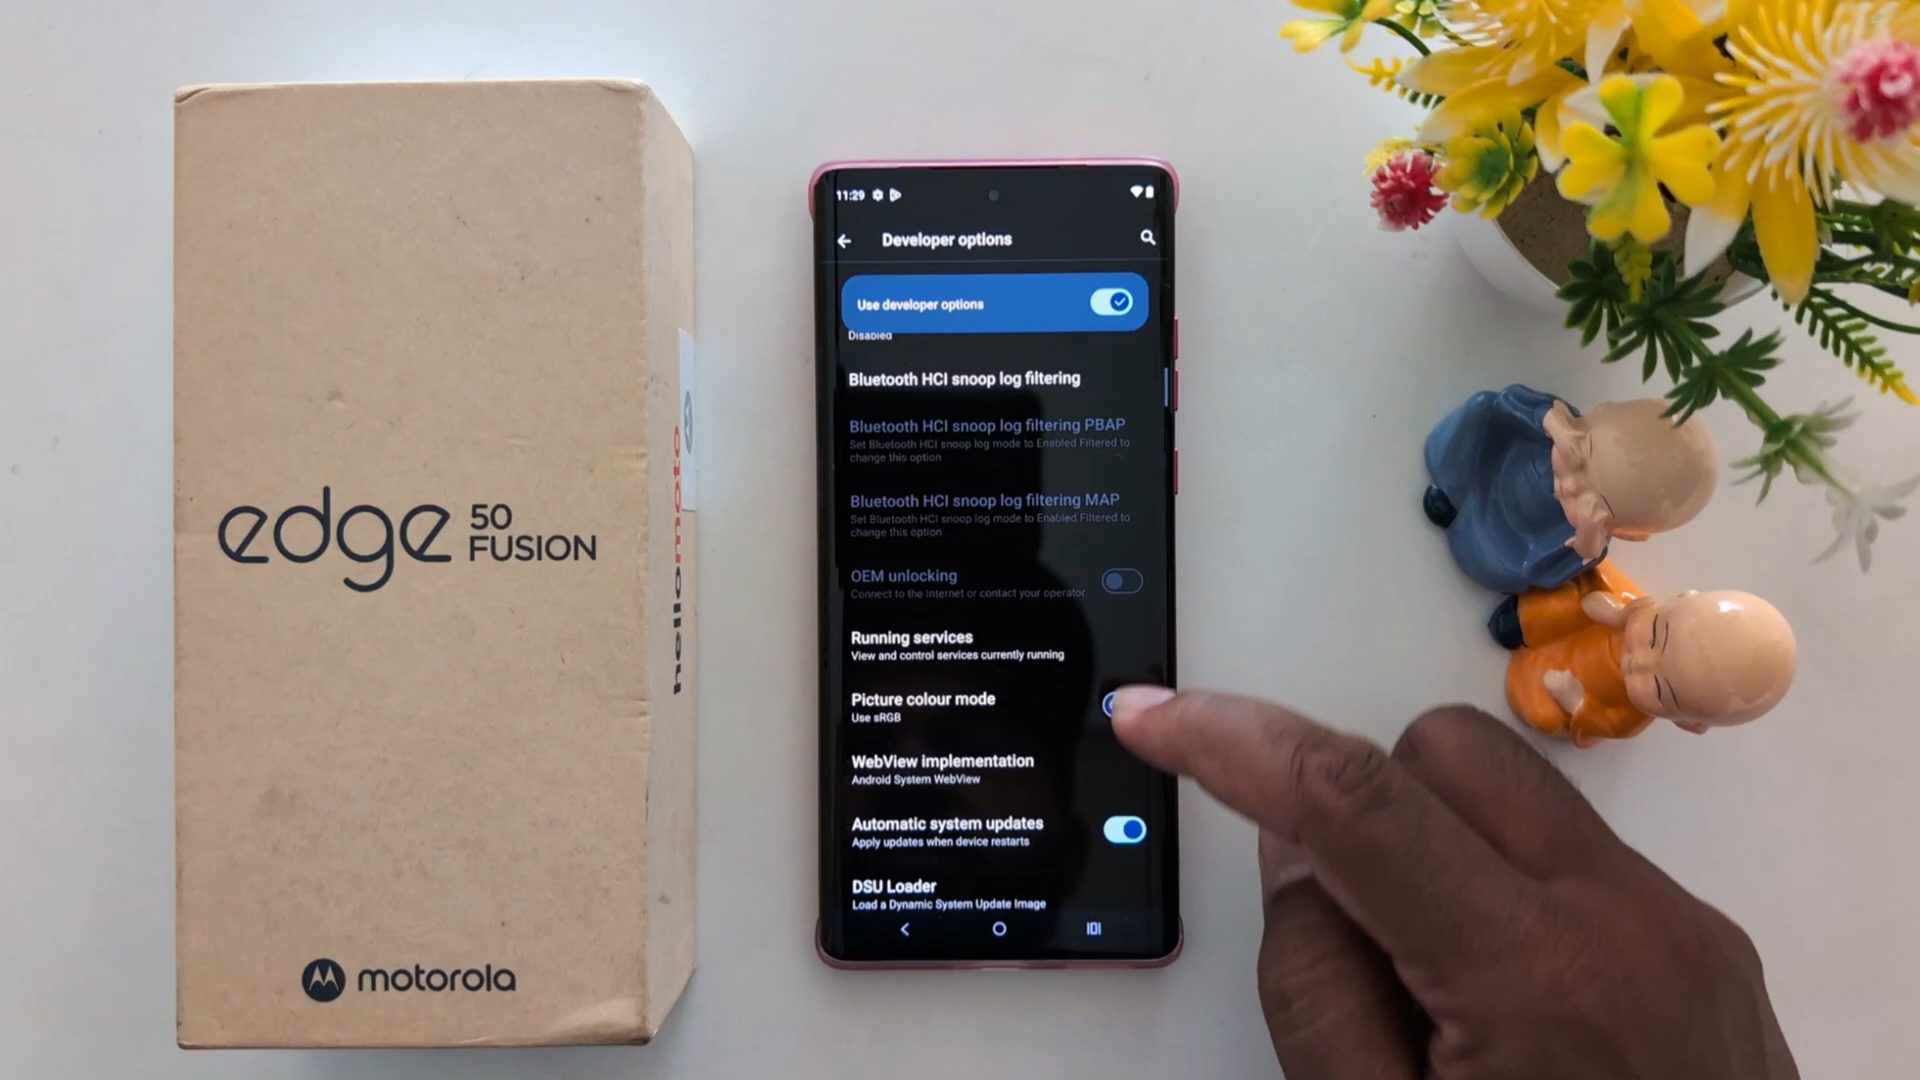 edge 50
FUSION
motorola
hellomoto
11:29
Developer options
Use developer options
Disabled
Bluetooth HCI snoop log filtering
Bluetooth HCI snoop log filtering PBAP
Set Bluetooth HCI snoop log mode to Enabled Filtered to
change this option
Bluetooth HCI snoop log filtering MAP
Set Bluetooth HCI snoop log mode to Enabled Filtered to
change this option
OEM unlocking
Connect to the internet or contact your operator
Running services
View and control services currently running
Picture colour mode
Use sRGB
WebView implementation
Android System WebView
Automatic system updates
Apply updates when device restarts
DSU Loader
Load a Dynamic System Update Image